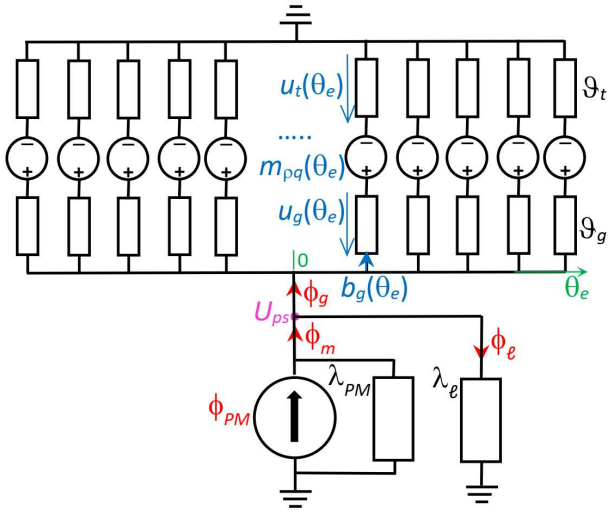 u_t(θ_e)
ϑ_t
− − − − − − − − − −
.....
+ + + + + + + + + +
m_ρq(θ_e)
u_g(θ_e)
ϑ_g
0
b_g(θ_e)
θ_e
ϕ_g
U_ps
ϕ_m
ϕ_ℓ
λ_PM
λ_ℓ
ϕ_PM